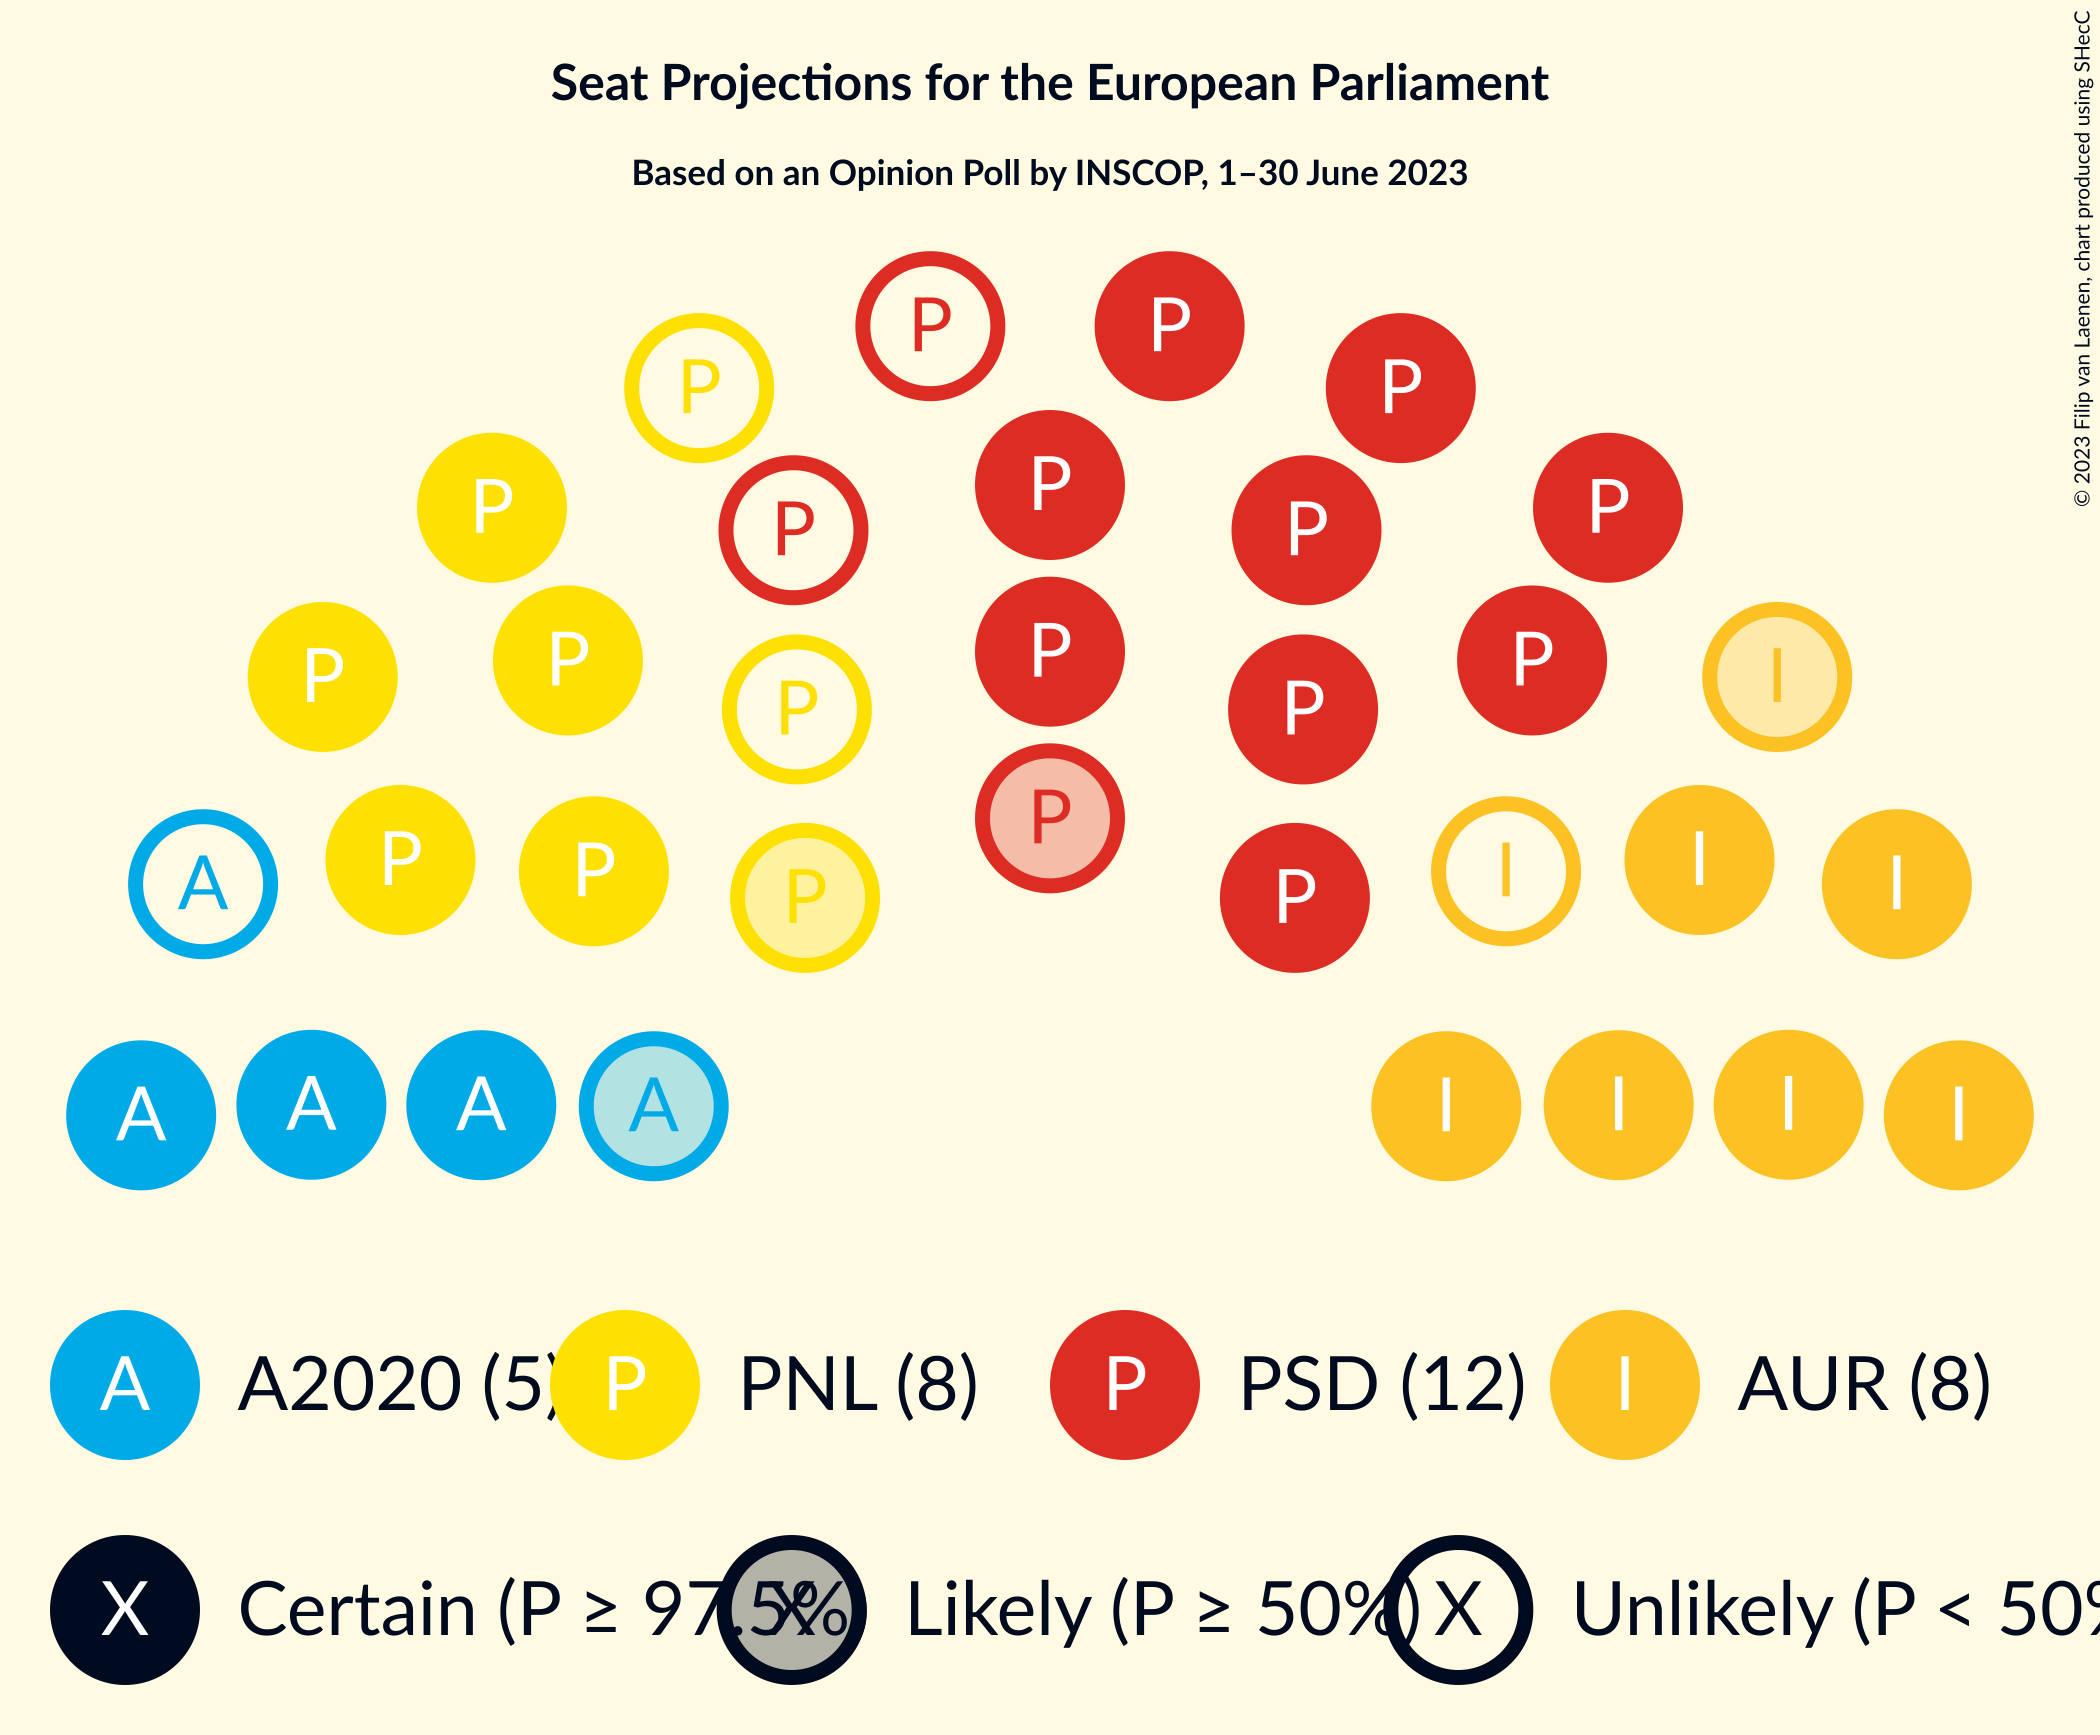 Seat Projections for the European Parliament
Based on an Opinion Poll by INSCOP, 1–30 June 2023
© 2023 Filip van Laenen, chart produced using SHecC
P P
P P
P P
P P P
P P
P P P I
P P
P
A P P P P P I I I
A A A A I I I I
A A2020 (5) P PNL (8) P PSD (12) I AUR (8)
X Certain (P ≥ 97.5% X Likely (P ≥ 50%) X Unlikely (P < 50%